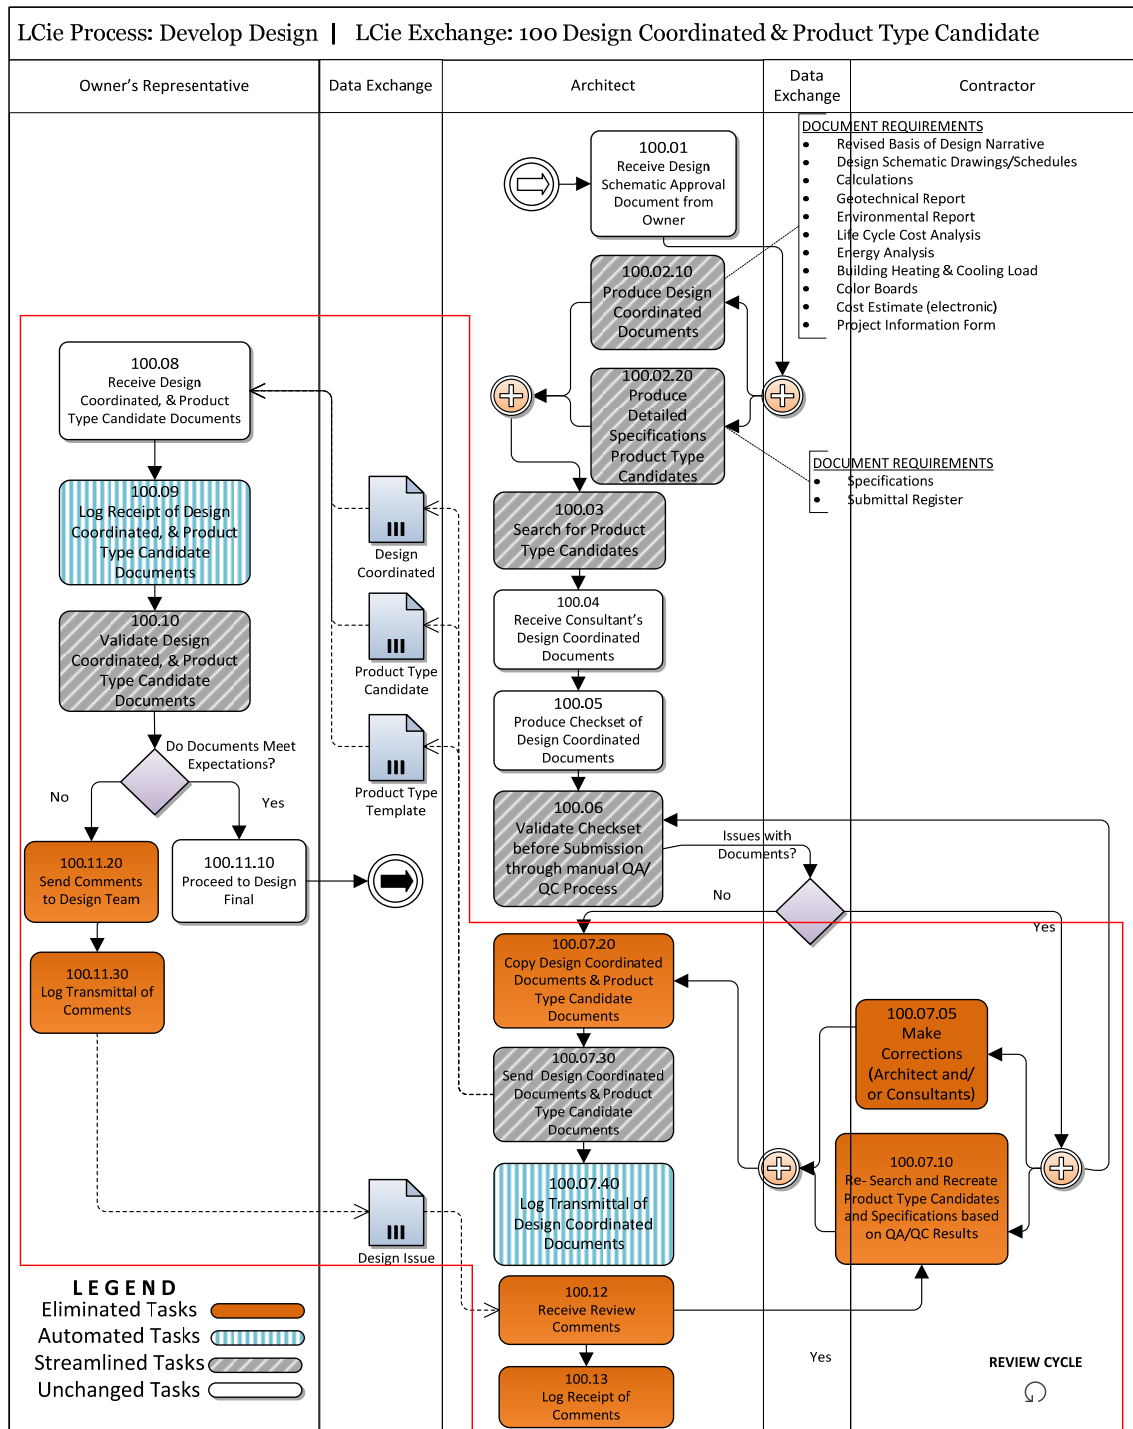 LCie Process: Develop Design | LCie Exchange: 100 Design Coordinated & Product Type Candidate
Owner's Representative
Data Exchange
Architect
Data
Exchange
Contractor
100.01
Receive Design
Schematic Approval
Document from
Owner
DOCUMENT REQUIREMENTS
• Revised Basis of Design Narrative
• Design Schematic Drawings/Schedules
• Calculations
• Geotechnical Report
• Environmental Report
• Life Cycle Cost Analysis
• Energy Analysis
• Building Heating & Cooling Load
• Color Boards
• Cost Estimate (electronic)
• Project Information Form
100.02.10
Produce Design
Coordinated
Documents
100.02.20
Produce
Detailed
Specifications
Product Type
Candidates
DOCUMENT REQUIREMENTS
• Specifications
• Submittal Register
100.03
Search for Product
Type Candidates
100.04
Receive Consultant's
Design Coordinated
Documents
100.05
Produce Checkset of
Design Coordinated
Documents
100.06
Validate Checkset
before Submission
through manual QA/
QC Process
Issues with
Documents?
No
Yes
100.08
Receive Design
Coordinated, & Product
Type Candidate Documents
100.09
Log Receipt of Design
Coordinated, & Product
Type Candidate
Documents
100.10
Validate Design
Coordinated, & Product
Type Candidate
Documents
Do Documents Meet
Expectations?
No
Yes
100.11.20
Send Comments
to Design Team
100.11.10
Proceed to Design
Final
100.11.30
Log Transmittal of
Comments
Design
Coordinated
Product Type
Candidate
Product Type
Template
Design Issue
100.07.20
Copy Design Coordinated
Documents & Product
Type Candidate
Documents
100.07.30
Send Design Coordinated
Documents & Product
Type Candidate
Documents
100.07.40
Log Transmittal of
Design Coordinated
Documents
100.07.05
Make
Corrections
(Architect and/
or Consultants)
100.07.10
Re- Search and Recreate
Product Type Candidates
and Specifications based
on QA/QC Results
100.12
Receive Review
Comments
100.13
Log Receipt of
Comments
Yes
REVIEW CYCLE
LEGEND
Eliminated Tasks
Automated Tasks
Streamlined Tasks
Unchanged Tasks